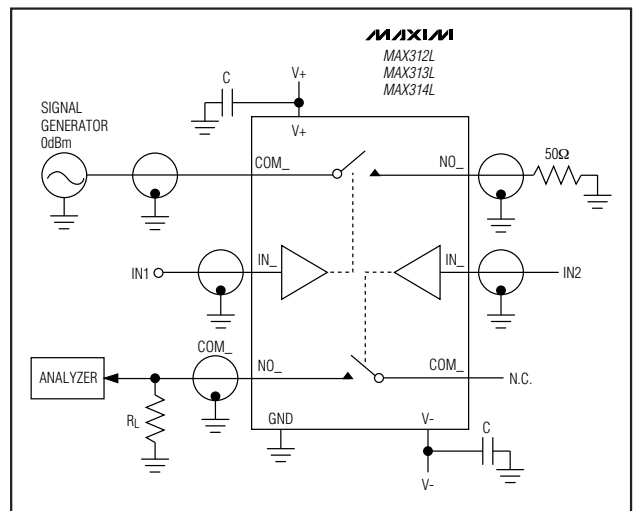 MAXIM
MAX312L
MAX313L
MAX314L
C
V+
V+
SIGNAL
GENERATOR
0dBm
COM_
NO_
50Ω
IN1
IN_
IN_
IN2
COM_
NO_
COM_
N.C.
ANALYZER
RL
GND
V-
C
V-